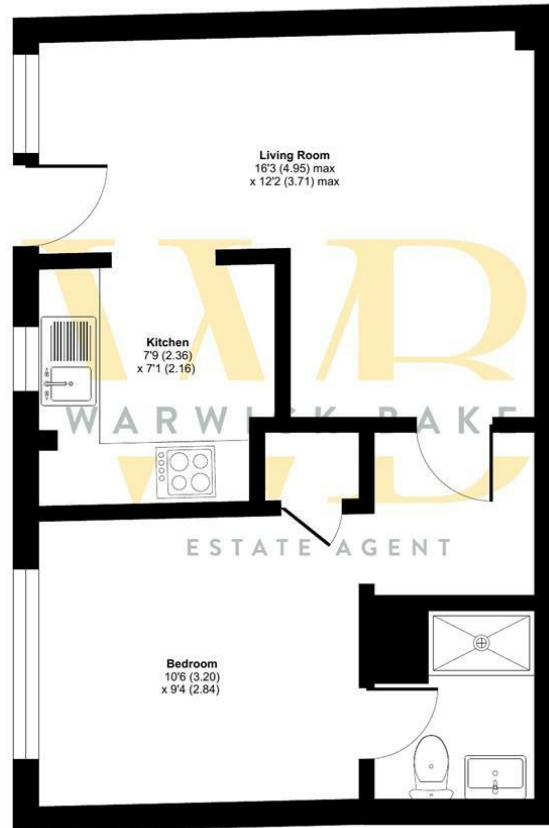 Living Room
16'3 (4.95) max
x 12'2 (3.71) max
WB
Kitchen
7'9 (2.36)
x 7'1 (2.16)
WARWICK BAKE
ESTATE AGENT
Bedroom
10'6 (3.20)
x 9'4 (2.84)